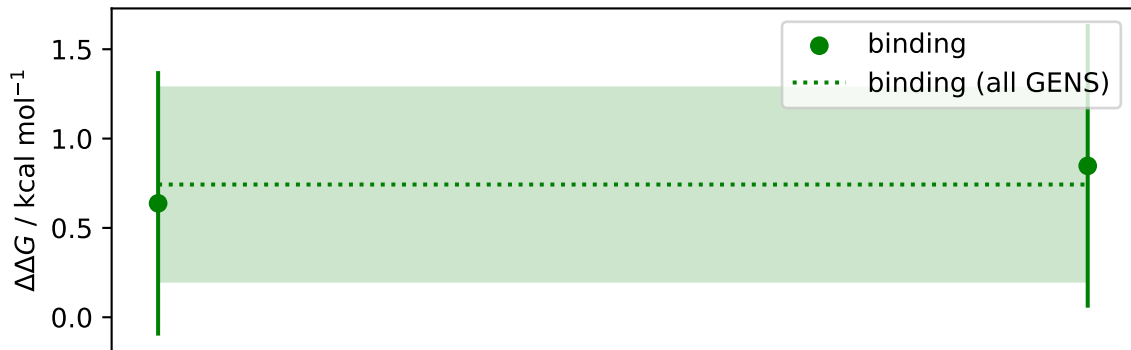 ΔΔG / kcal mol⁻¹
1.5
1.0
0.5
0.0
binding
binding (all GENS)